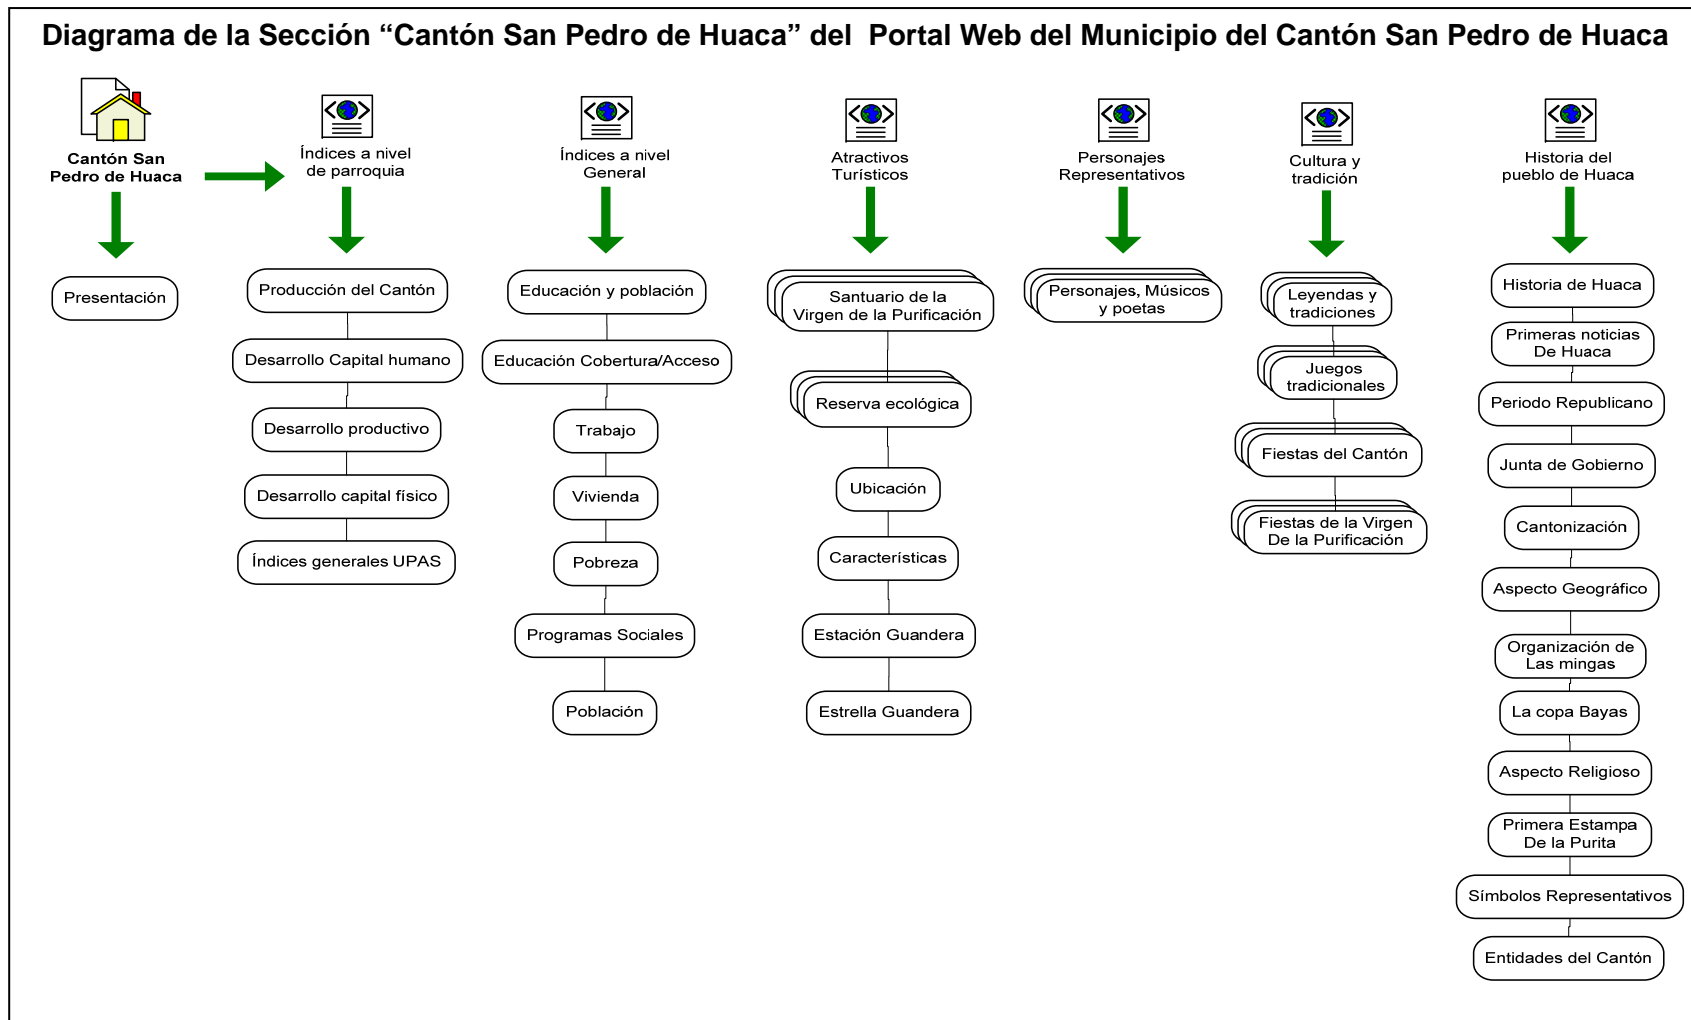 Diagrama de la Sección “Cantón San Pedro de Huaca” del Portal Web del Municipio del Cantón San Pedro de Huaca
Cantón San
Pedro de Huaca
Presentación
Índices a nivel
de parroquia
Producción del Cantón
Desarrollo Capital humano
Desarrollo productivo
Desarrollo capital físico
Índices generales UPAS
Índices a nivel
General
Educación y población
Educación Cobertura/Acceso
Trabajo
Vivienda
Pobreza
Programas Sociales
Población
Atractivos
Turísticos
Santuario de la
Virgen de la Purificación
Reserva ecológica
Ubicación
Características
Estación Guandera
Estrella Guandera
Personajes
Representativos
Personajes, Músicos
y poetas
Cultura y
tradición
Leyendas y
tradiciones
Juegos
tradicionales
Fiestas del Cantón
Fiestas de la Virgen
De la Purificación
Historia del
pueblo de Huaca
Historia de Huaca
Primeras noticias
De Huaca
Periodo Republicano
Junta de Gobierno
Cantonización
Aspecto Geográfico
Organización de
Las mingas
La copa Bayas
Aspecto Religioso
Primera Estampa
De la Purita
Símbolos Representativos
Entidades del Cantón